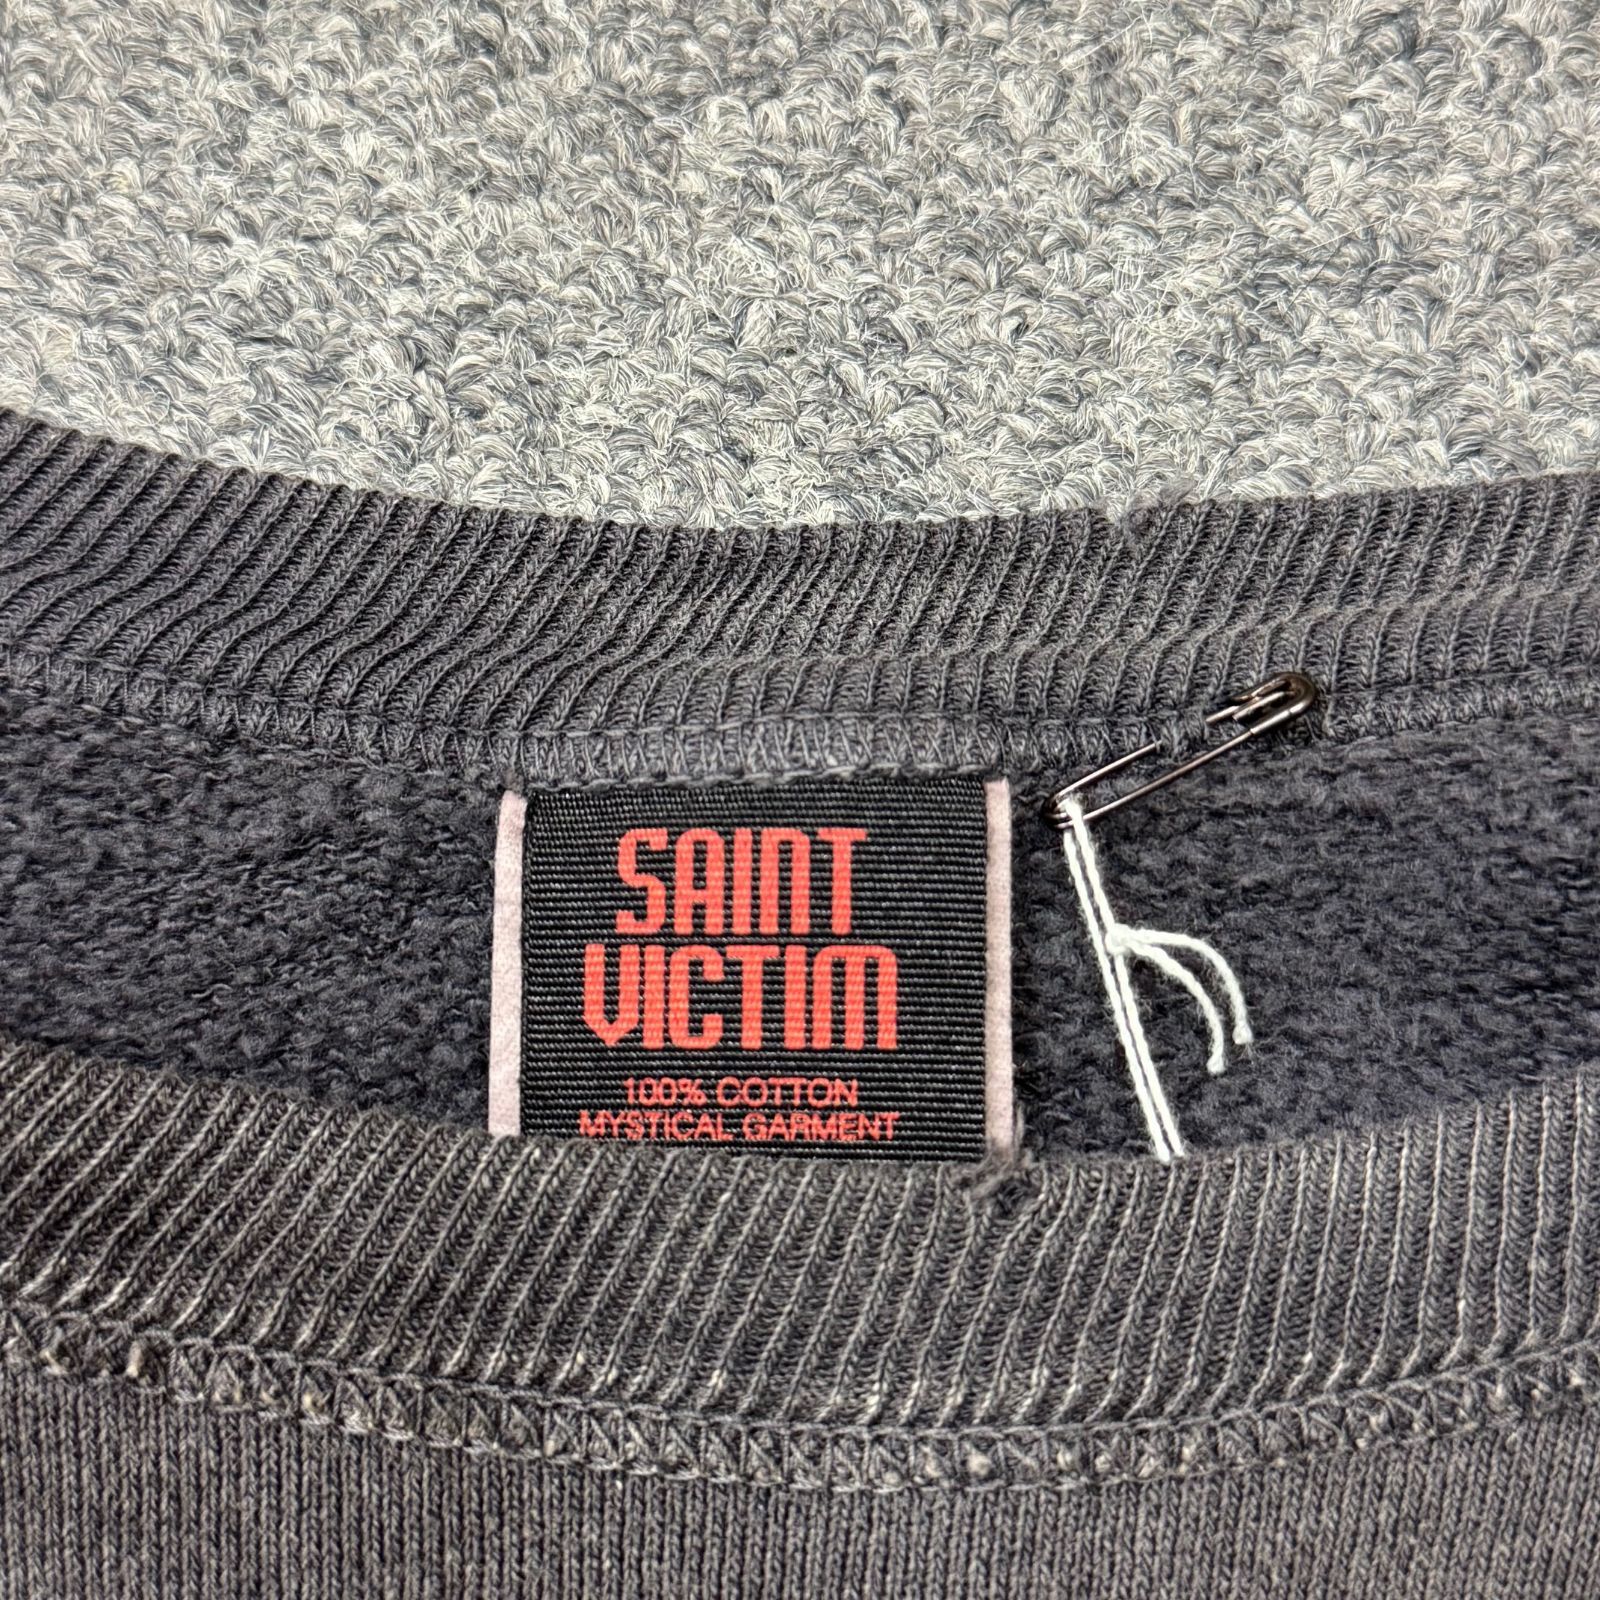 SAINT
VICTIM
100% COTTON
MYSTICAL GARMENT